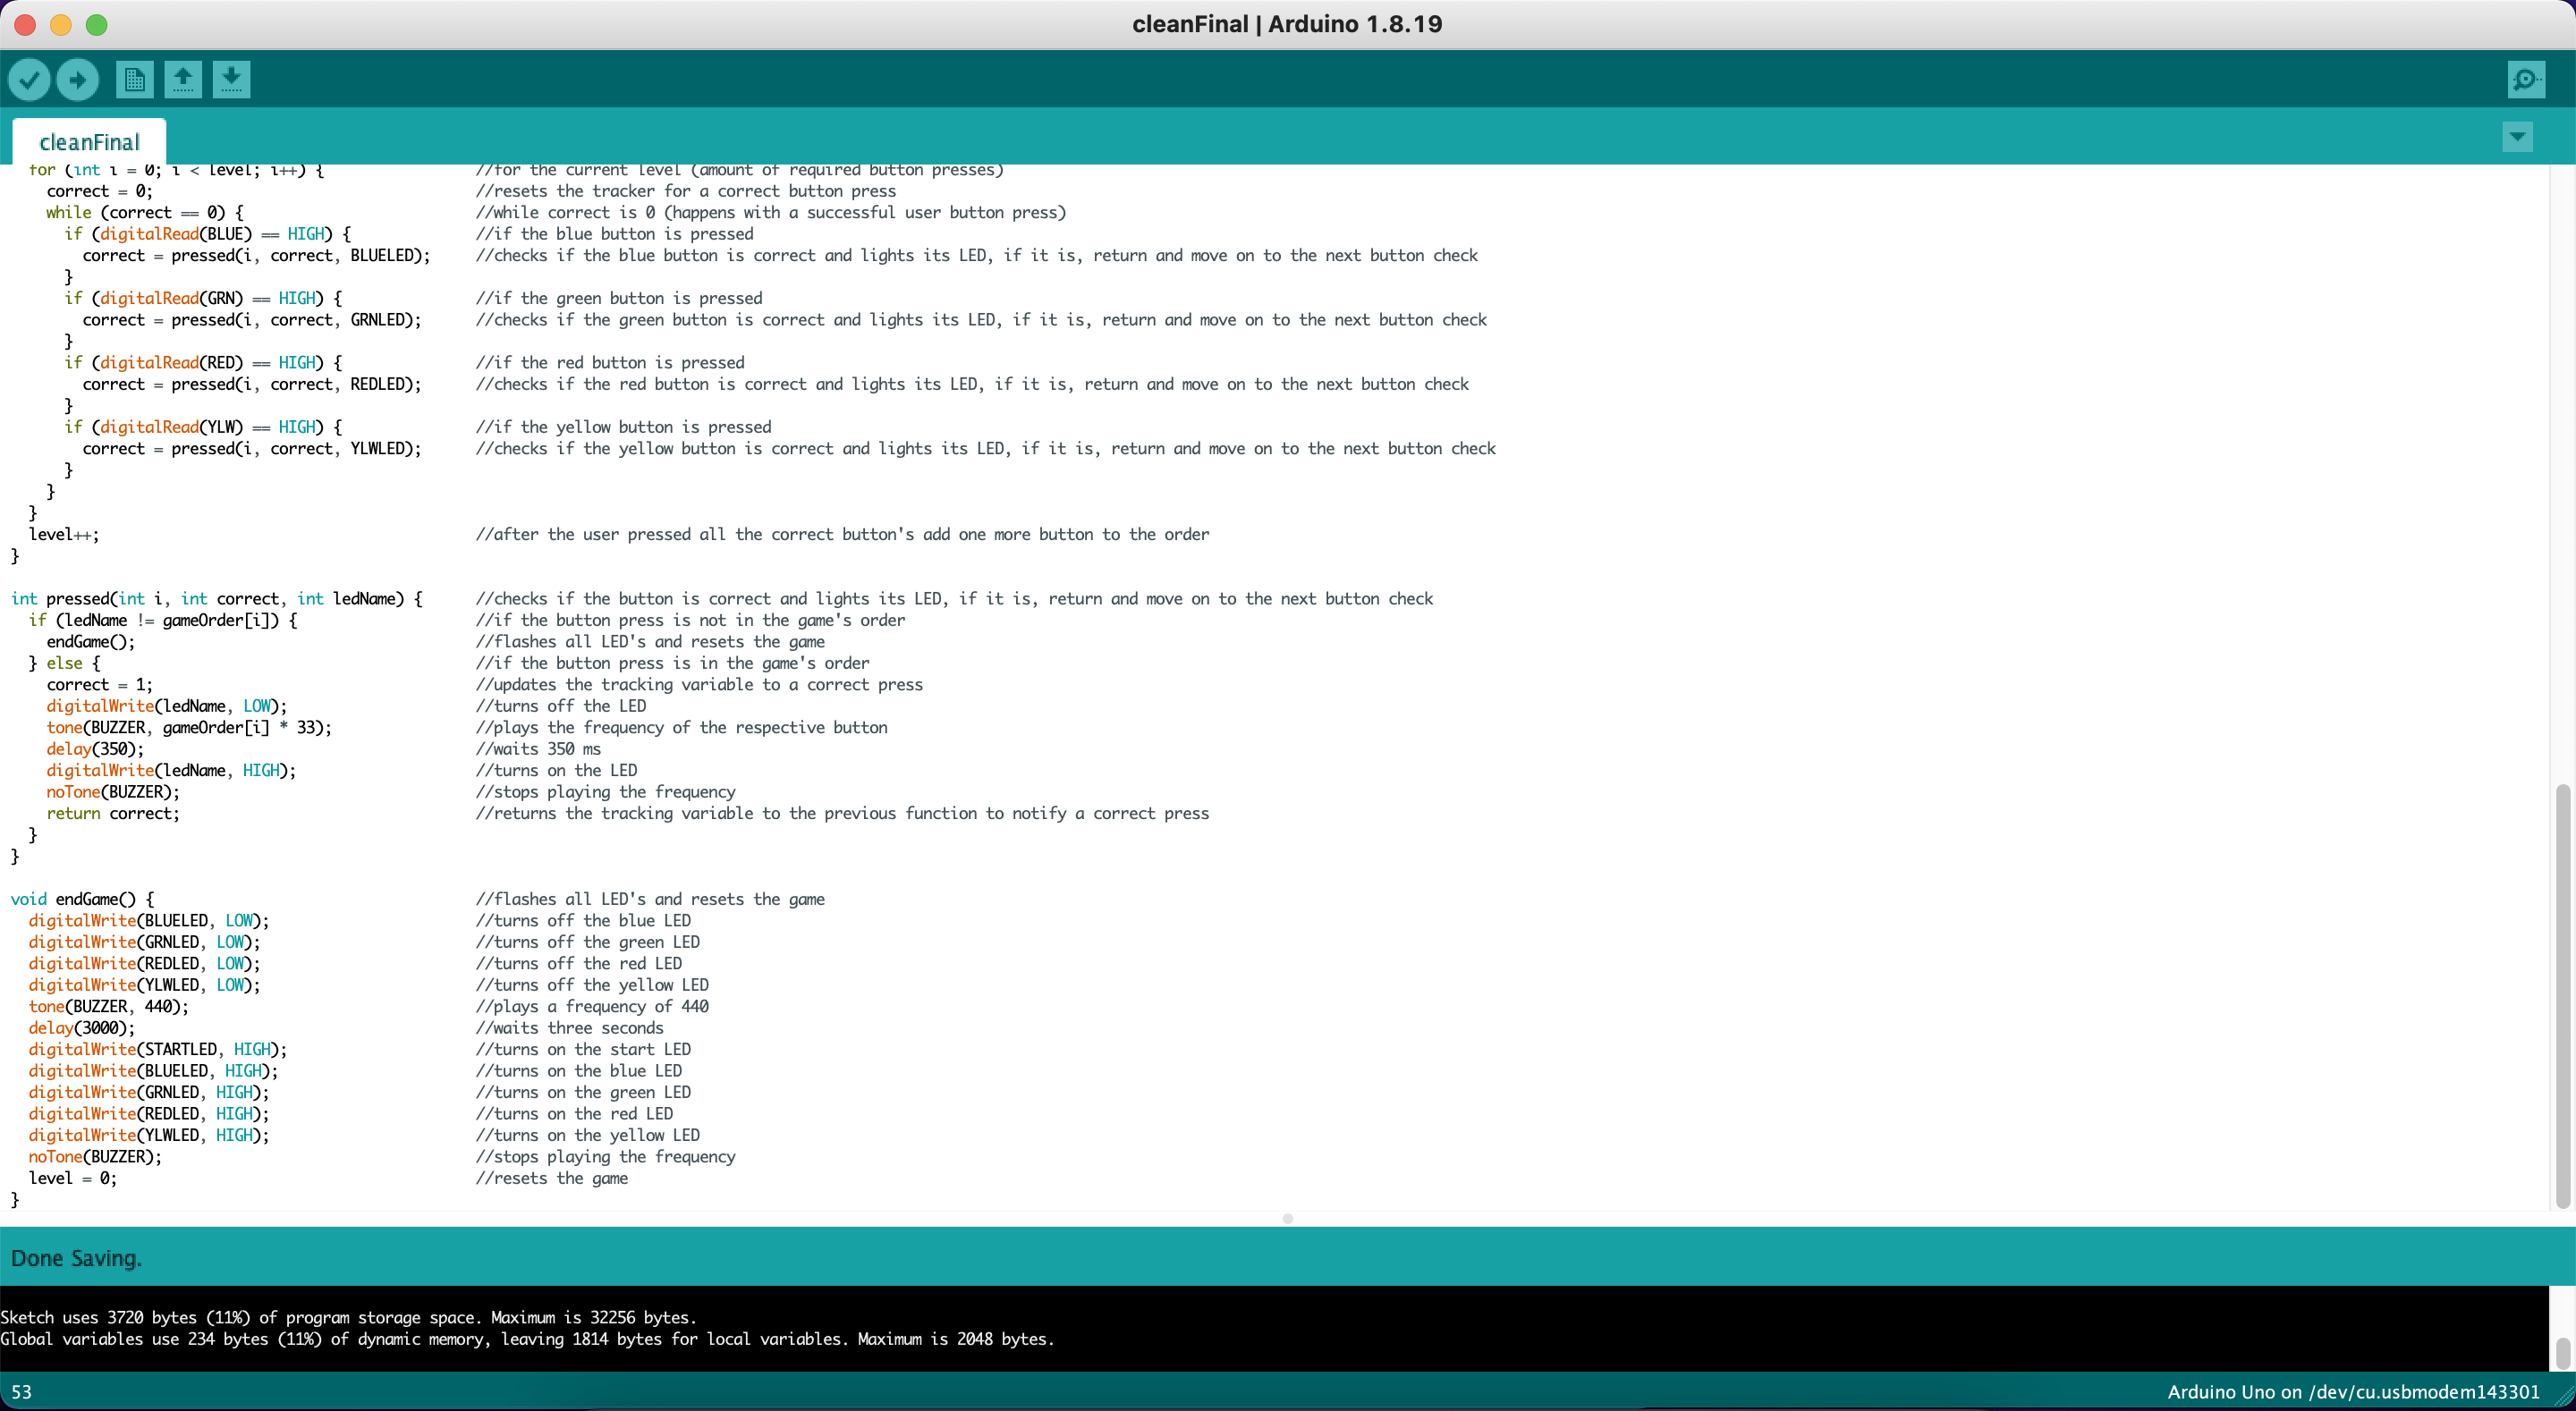 cleanFinal | Arduino 1.8.19
cleanFinal
  for (int i = 0; i < level; i++) {                 //for the current level (amount of required button presses)
    correct = 0;                                    //resets the tracker for a correct button press
    while (correct == 0) {                          //while correct is 0 (happens with a successful user button press)
      if (digitalRead(BLUE) == HIGH) {              //if the blue button is pressed
        correct = pressed(i, correct, BLUELED);     //checks if the blue button is correct and lights its LED, if it is, return and move on to the next button check
      }
      if (digitalRead(GRN) == HIGH) {               //if the green button is pressed
        correct = pressed(i, correct, GRNLED);      //checks if the green button is correct and lights its LED, if it is, return and move on to the next button check
      }
      if (digitalRead(RED) == HIGH) {               //if the red button is pressed
        correct = pressed(i, correct, REDLED);      //checks if the red button is correct and lights its LED, if it is, return and move on to the next button check
      }
      if (digitalRead(YLW) == HIGH) {               //if the yellow button is pressed
        correct = pressed(i, correct, YLWLED);      //checks if the yellow button is correct and lights its LED, if it is, return and move on to the next button check
      }
    }
  }
  level++;                                          //after the user pressed all the correct button's add one more button to the order
}
int pressed(int i, int correct, int ledName) {      //checks if the button is correct and lights its LED, if it is, return and move on to the next button check
  if (ledName != gameOrder[i]) {                    //if the button press is not in the game's order
    endGame();                                      //flashes all LED's and resets the game
  } else {                                          //if the button press is in the game's order
    correct = 1;                                    //updates the tracking variable to a correct press
    digitalWrite(ledName, LOW);                     //turns off the LED
    tone(BUZZER, gameOrder[i] * 33);                //plays the frequency of the respective button
    delay(350);                                     //waits 350 ms
    digitalWrite(ledName, HIGH);                    //turns on the LED
    noTone(BUZZER);                                 //stops playing the frequency
    return correct;                                 //returns the tracking variable to the previous function to notify a correct press
  }
}
void endGame() {                                    //flashes all LED's and resets the game
  digitalWrite(BLUELED, LOW);                       //turns off the blue LED
  digitalWrite(GRNLED, LOW);                        //turns off the green LED
  digitalWrite(REDLED, LOW);                        //turns off the red LED
  digitalWrite(YLWLED, LOW);                        //turns off the yellow LED
  tone(BUZZER, 440);                                //plays a frequency of 440
  delay(3000);                                      //waits three seconds
  digitalWrite(STARTLED, HIGH);                     //turns on the start LED
  digitalWrite(BLUELED, HIGH);                      //turns on the blue LED
  digitalWrite(GRNLED, HIGH);                       //turns on the green LED
  digitalWrite(REDLED, HIGH);                       //turns on the red LED
  digitalWrite(YLWLED, HIGH);                       //turns on the yellow LED
  noTone(BUZZER);                                   //stops playing the frequency
  level = 0;                                        //resets the game
}
Done Saving.
Sketch uses 3720 bytes (11%) of program storage space. Maximum is 32256 bytes.
Global variables use 234 bytes (11%) of dynamic memory, leaving 1814 bytes for local variables. Maximum is 2048 bytes.
53 Arduino Uno on /dev/cu.usbmodem143301